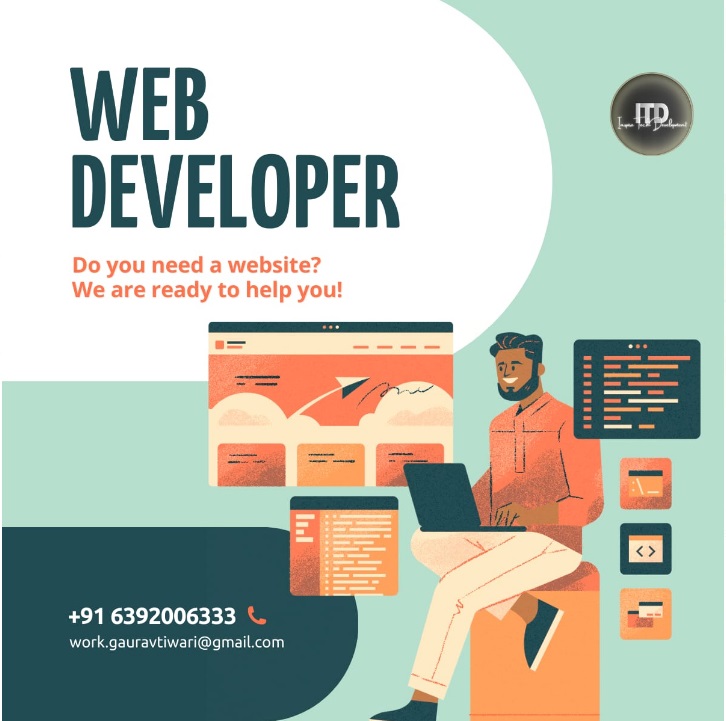 WEB
DEVELOPER
ITD
Do you need a website?
We are ready to help you!
+91 6392006333
work.gauravtiwari@gmail.com